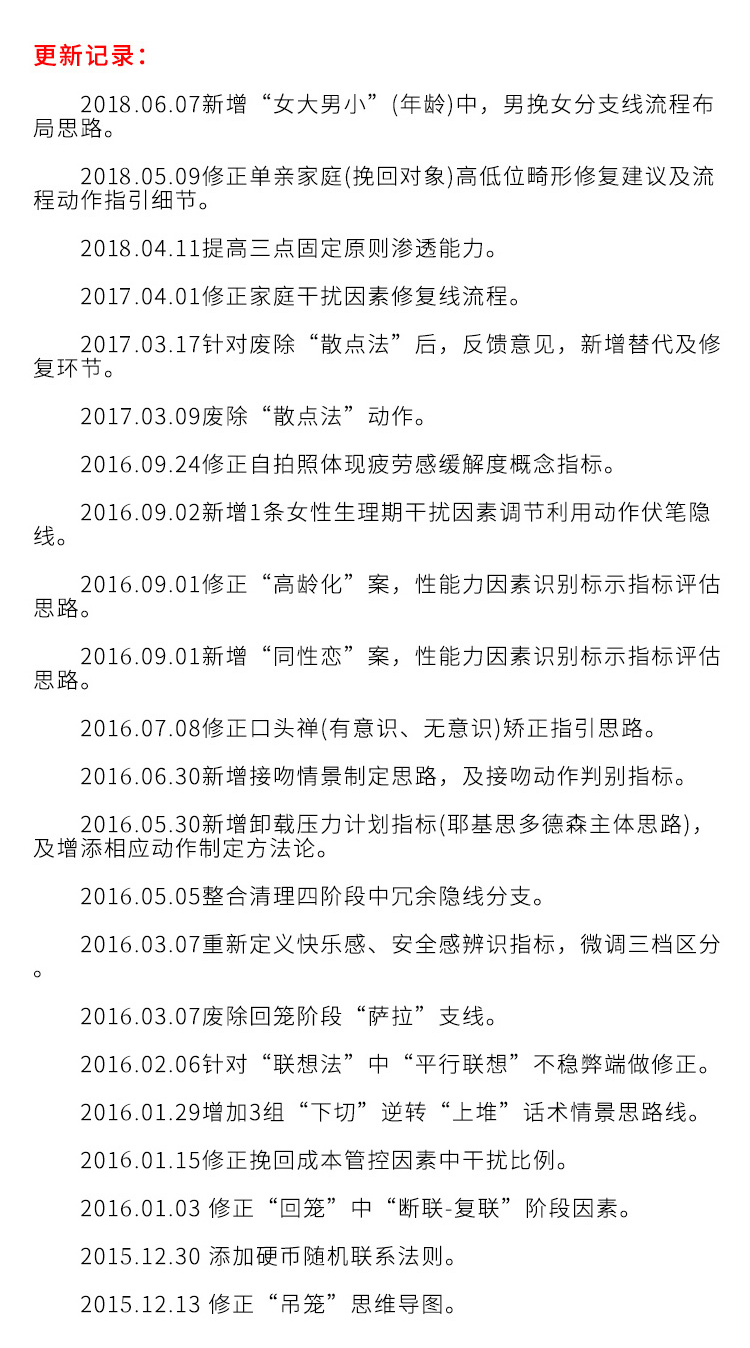 更新记录：
2018.06.07新增“女大男小”(年龄)中，男挽女分支线流程布
局思路。
2018.05.09修正单亲家庭(挽回对象)高低位畸形修复建议及流
程动作指引细节。
2018.04.11提高三点固定原则渗透能力。
2017.04.01修正家庭干扰因素修复线流程。
2017.03.17针对废除“散点法”后，反馈意见，新增替代及修
复环节。
2017.03.09废除“散点法”动作。
2016.09.24修正自拍照体现疲劳感缓解度概念指标。
2016.09.02新增1条女性生理期干扰因素调节利用动作伏笔隐
线。
2016.09.01修正“高龄化”案，性能力因素识别标示指标评估
思路。
2016.09.01新增“同性恋”案，性能力因素识别标示指标评估
思路。
2016.07.08修正口头禅(有意识、无意识)矫正指引思路。
2016.06.30新增接吻情景制定思路，及接吻动作判别指标。
2016.05.30新增卸载压力计划指标(耶基思多德森主体思路)，
及增添相应动作制定方法论。
2016.05.05整合清理四阶段中冗余隐线分支。
2016.03.07重新定义快乐感、安全感辨识指标，微调三档区分
。
2016.03.07废除回笼阶段“萨拉”支线。
2016.02.06针对“联想法”中“平行联想”不稳弊端做修正。
2016.01.29增加3组“下切”逆转“上堆”话术情景思路线。
2016.01.15修正挽回成本管控因素中干扰比例。
2016.01.03 修正“回笼”中“断联-复联”阶段因素。
2015.12.30 添加硬币随机联系法则。
2015.12.13 修正“吊笼”思维导图。